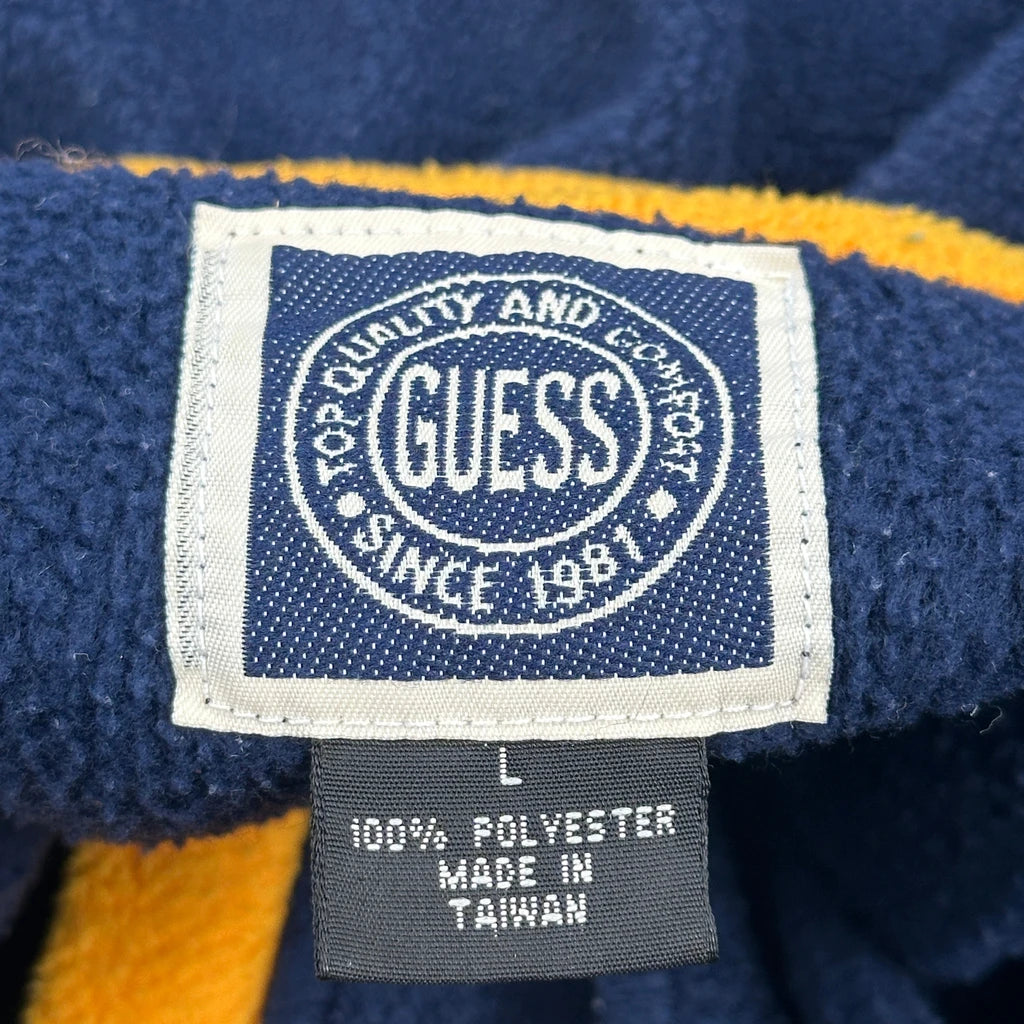 TOP QUALITY AND COMFORT
GUESS
SINCE 1981
L
100% POLYESTER
MADE IN
TAIWAN